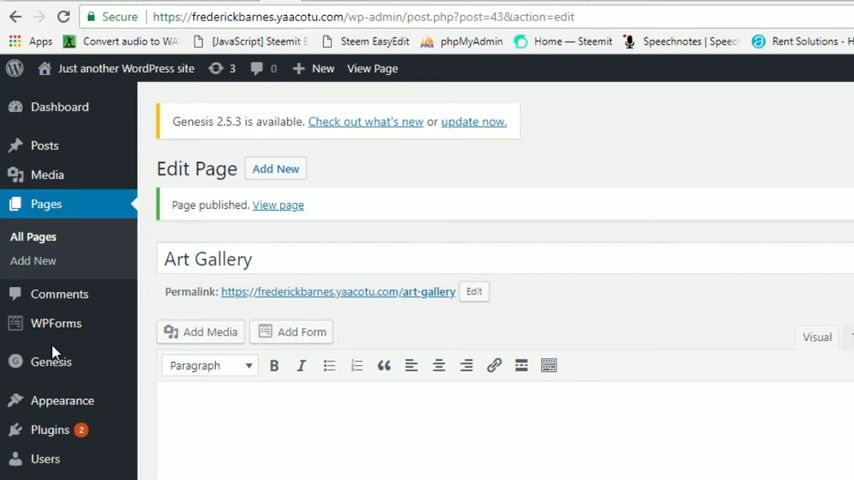 Secure https://frederickbarnes.yaacotu.com/wp-admin/post.php?post=43&action=edit
Apps Convert audio to WA [JavaScript] Steemit E Steem EasyEdit phpMyAdmin Home — Steemit Speechnotes | Speech Rent Solutions - Ho
Just another WordPress site 3 0 New View Page
Dashboard
Posts
Media
Pages
All Pages
Add New
Comments
WPForms
Genesis
Appearance
Plugins 2
Users
Genesis 2.5.3 is available. Check out what's new or update now.
Edit Page Add New
Page published. View page
Art Gallery
Permalink: https://frederickbarnes.yaacotu.com/art-gallery Edit
Add Media Add Form
Visual
Paragraph B I